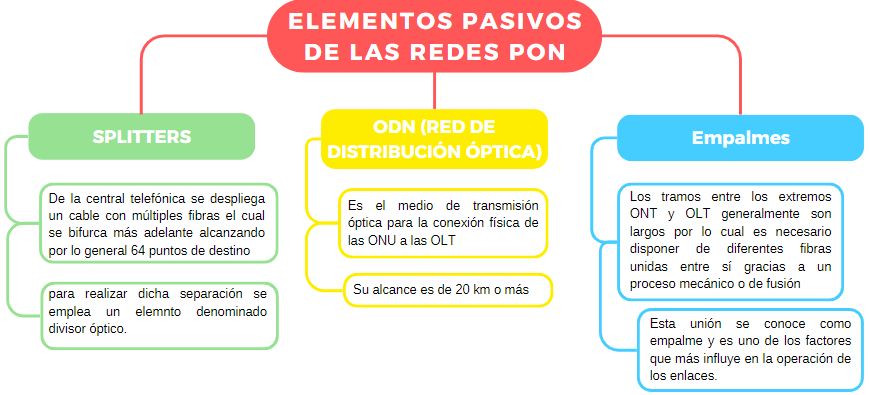 ELEMENTOS PASIVOS
DE LAS REDES PON
SPLITTERS
De la central telefónica se despliega
un cable con múltiples fibras el cual
se bifurca más adelante alcanzando
por lo general 64 puntos de destino
para realizar dicha separación se
emplea un elemnto denominado
divisor óptico.
ODN (RED DE
DISTRIBUCIÓN ÓPTICA)
Es el medio de transmisión
óptica para la conexión física de
las ONU a las OLT
Su alcance es de 20 km o más
Empalmes
Los tramos entre los extremos
ONT y OLT generalmente son
largos por lo cual es necesario
disponer de diferentes fibras
unidas entre sí gracias a un
proceso mecánico o de fusión
Esta unión se conoce como
empalme y es uno de los factores
que más influye en la operación de
los enlaces.